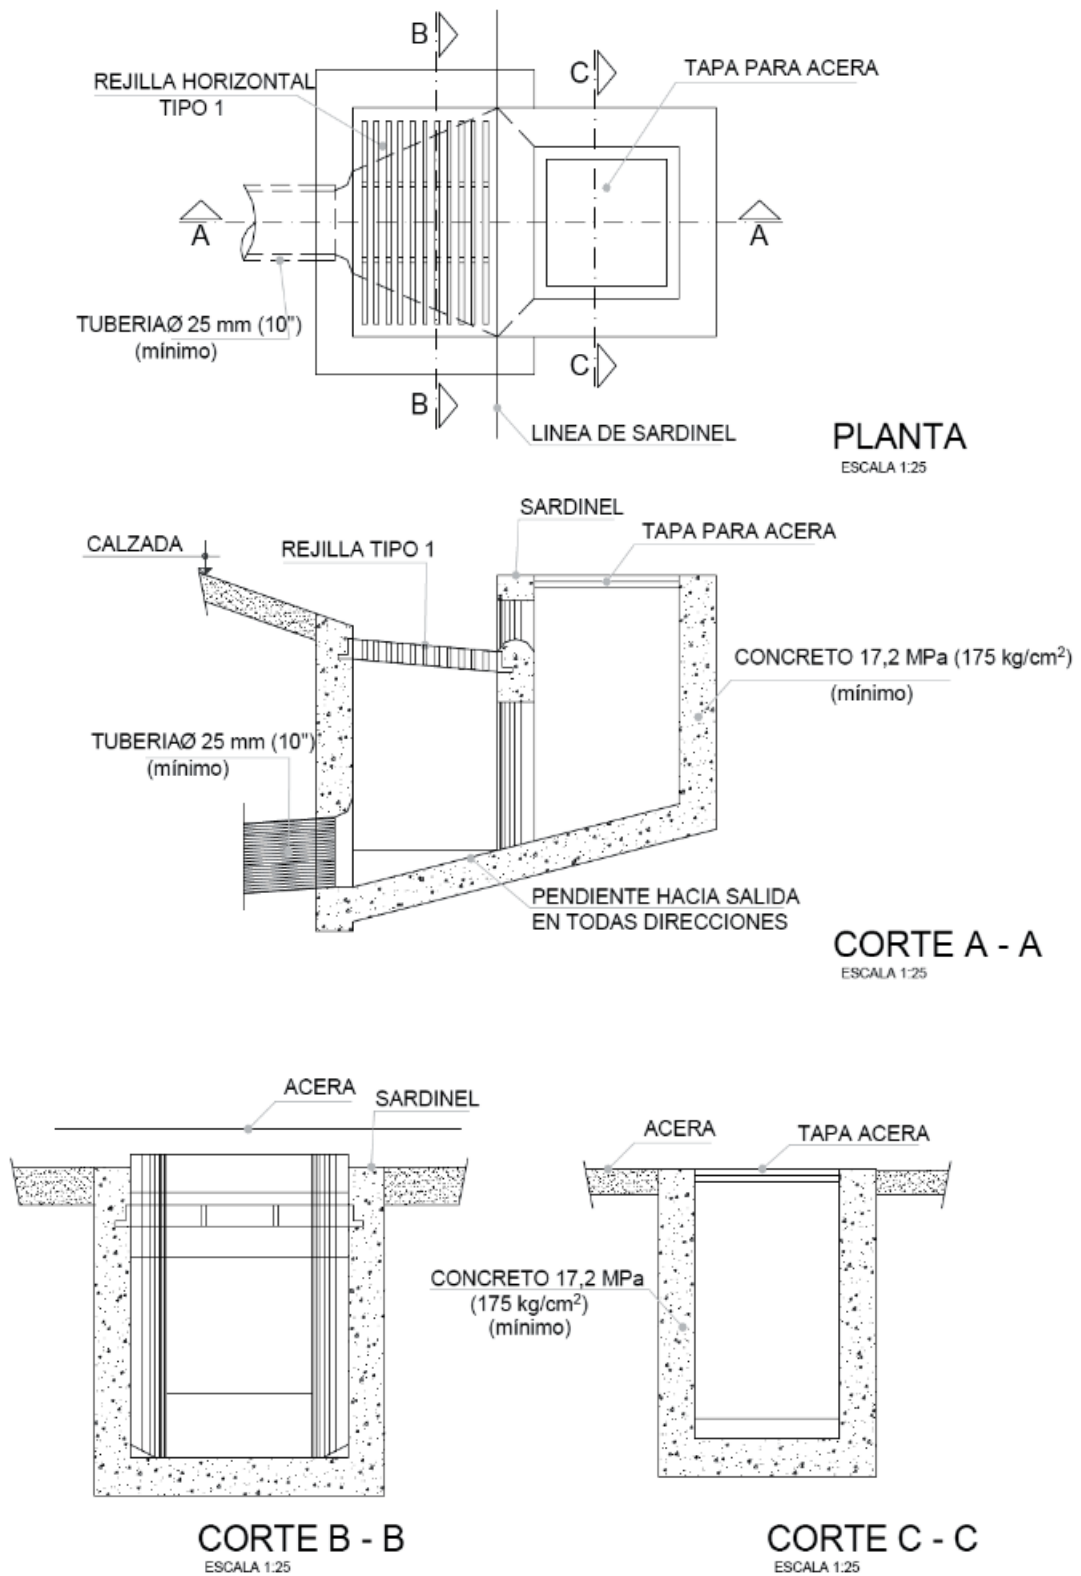 B
C
TAPA PARA ACERA
REJILLA HORIZONTAL
TIPO 1
A
A
TUBERIAØ 25 mm (10")
(mínimo)
C
B
LINEA DE SARDINEL
PLANTA
ESCALA 1:25
SARDINEL
TAPA PARA ACERA
CALZADA
REJILLA TIPO 1
CONCRETO 17,2 MPa (175 kg/cm²)
(mínimo)
TUBERIAØ 25 mm (10")
(mínimo)
PENDIENTE HACIA SALIDA
EN TODAS DIRECCIONES
CORTE A - A
ESCALA 1:25
ACERA
SARDINEL
ACERA
TAPA ACERA
CONCRETO 17,2 MPa
(175 kg/cm²)
(mínimo)
CORTE B - B
ESCALA 1:25
CORTE C - C
ESCALA 1:25